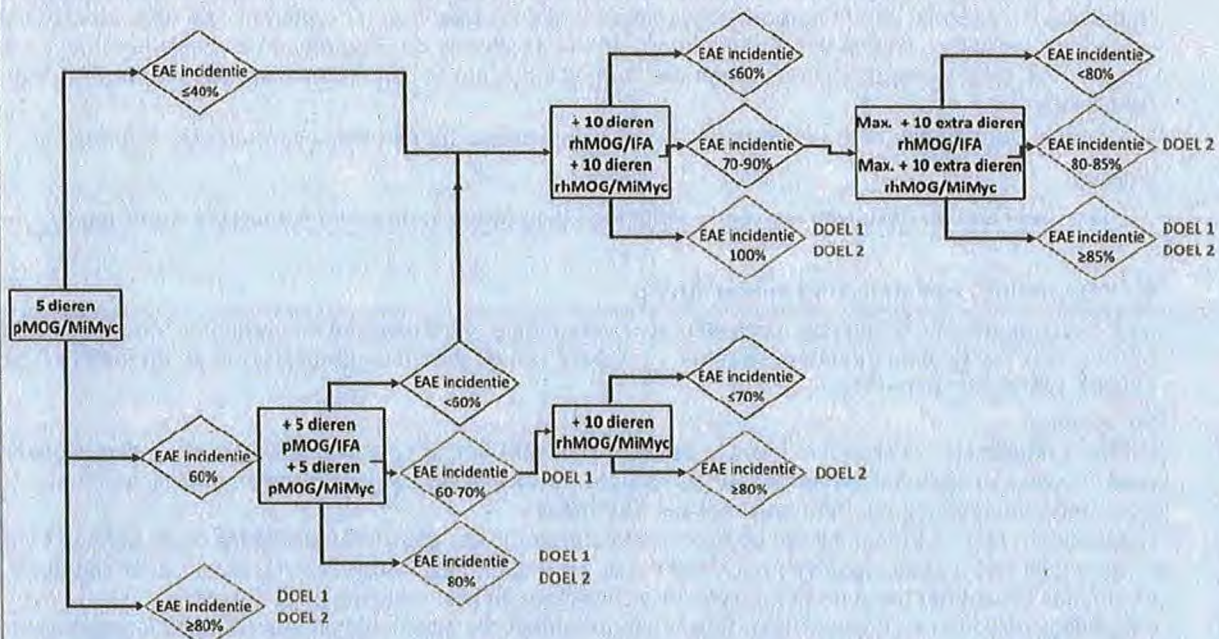 EAE incidentie
≤40%
EAE incidentie
≤60%
EAE incidentie
<80%
+ 10 dieren
rhMOG/IFA
+ 10 dieren
rhMOG/MiMyc
EAE incidentie
70-90%
Max. + 10 extra dieren
rhMOG/IFA
Max. + 10 extra dieren
rhMOG/MiMyc
EAE incidentie
80-85%
DOEL 2
EAE incidentie
100%
DOEL 1
DOEL 2
EAE incidentie
≥85%
DOEL 1
DOEL 2
5 dieren
pMOG/MiMyc
EAE incidentie
<60%
EAE incidentie
≤70%
EAE incidentie
60%
+ 5 dieren
pMOG/IFA
+ 5 dieren
pMOG/MiMyc
EAE incidentie
60-70%
DOEL 1
+ 10 dieren
rhMOG/MiMyc
EAE incidentie
≥80%
DOEL 2
EAE incidentie
80%
DOEL 1
DOEL 2
EAE incidentie
≥80%
DOEL 1
DOEL 2